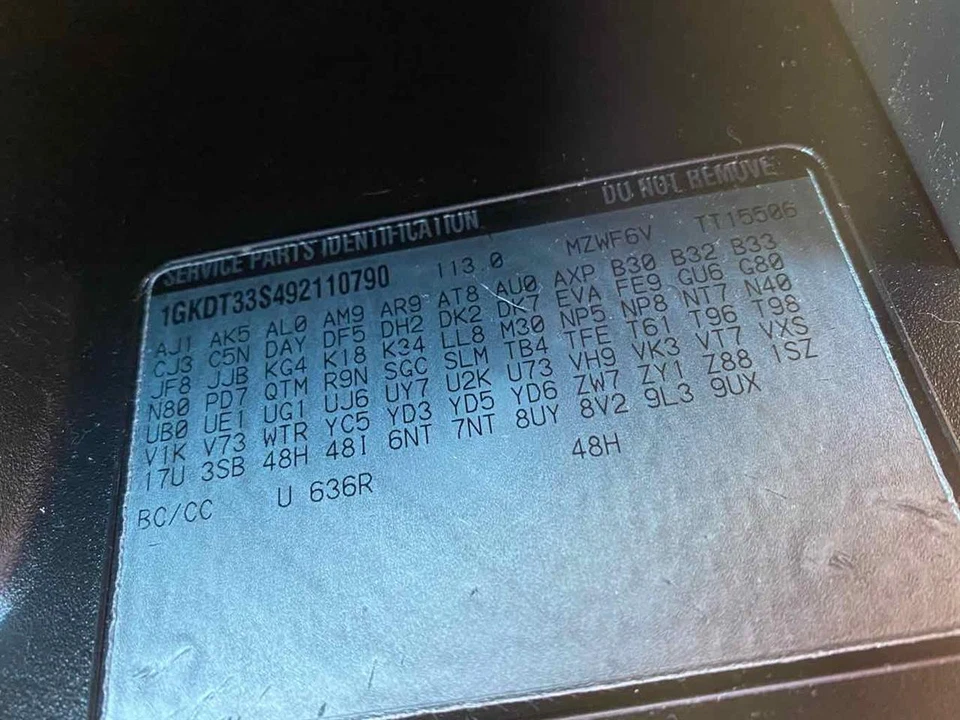 SERVICE PARTS IDENTIFICATION DO NOT REMOVE
1GKDT33S492110790 113.0 MZWF6V TT15506
AJ1 AK5 AL0 AM9 AR9 AT8 AU0 AXP B30 B32 B33
CJ3 C5N DAY DF5 DH2 DK2 DK7 EVA FE9 GU6 G80
JF8 JJB KG4 K18 K34 LL8 M30 NP5 NP8 NT7 N40
N80 PD7 QTM R9N SGC SLM TB4 TFE T61 T96 T98
UB0 UE1 UG1 UJ6 UY7 U2K U73 VH9 VK3 VT7 VXS
V1K V73 WTR YC5 YD3 YD5 YD6 ZW7 ZY1 Z88 1SZ
17U 3SB 48H 48I 6NT 7NT 8UY 8V2 9L3 9UX
BC/CC U 636R 48H